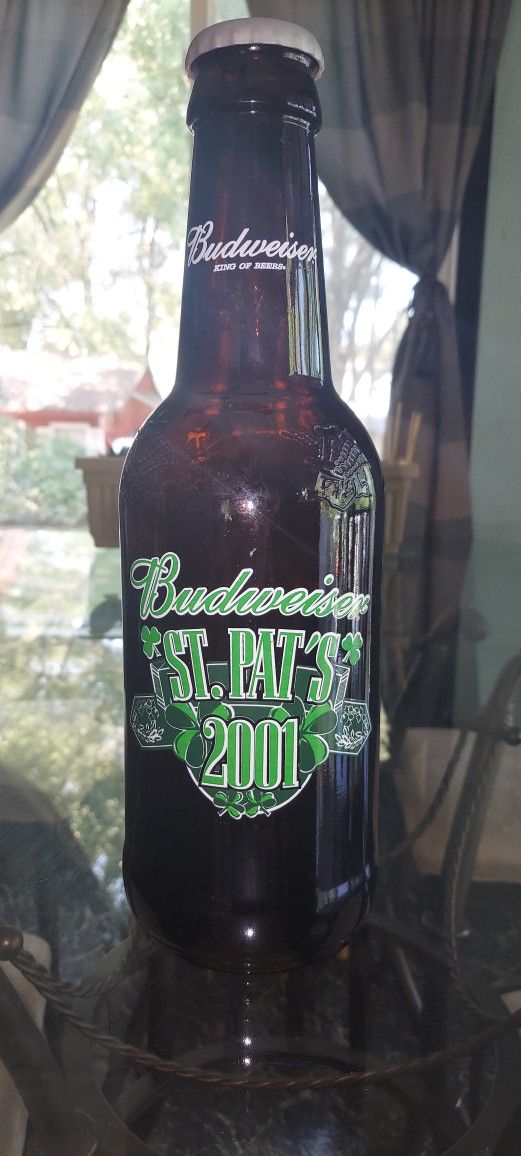 Budweiser
KING OF BEERS®
Budweiser
ST. PAT'S
2001